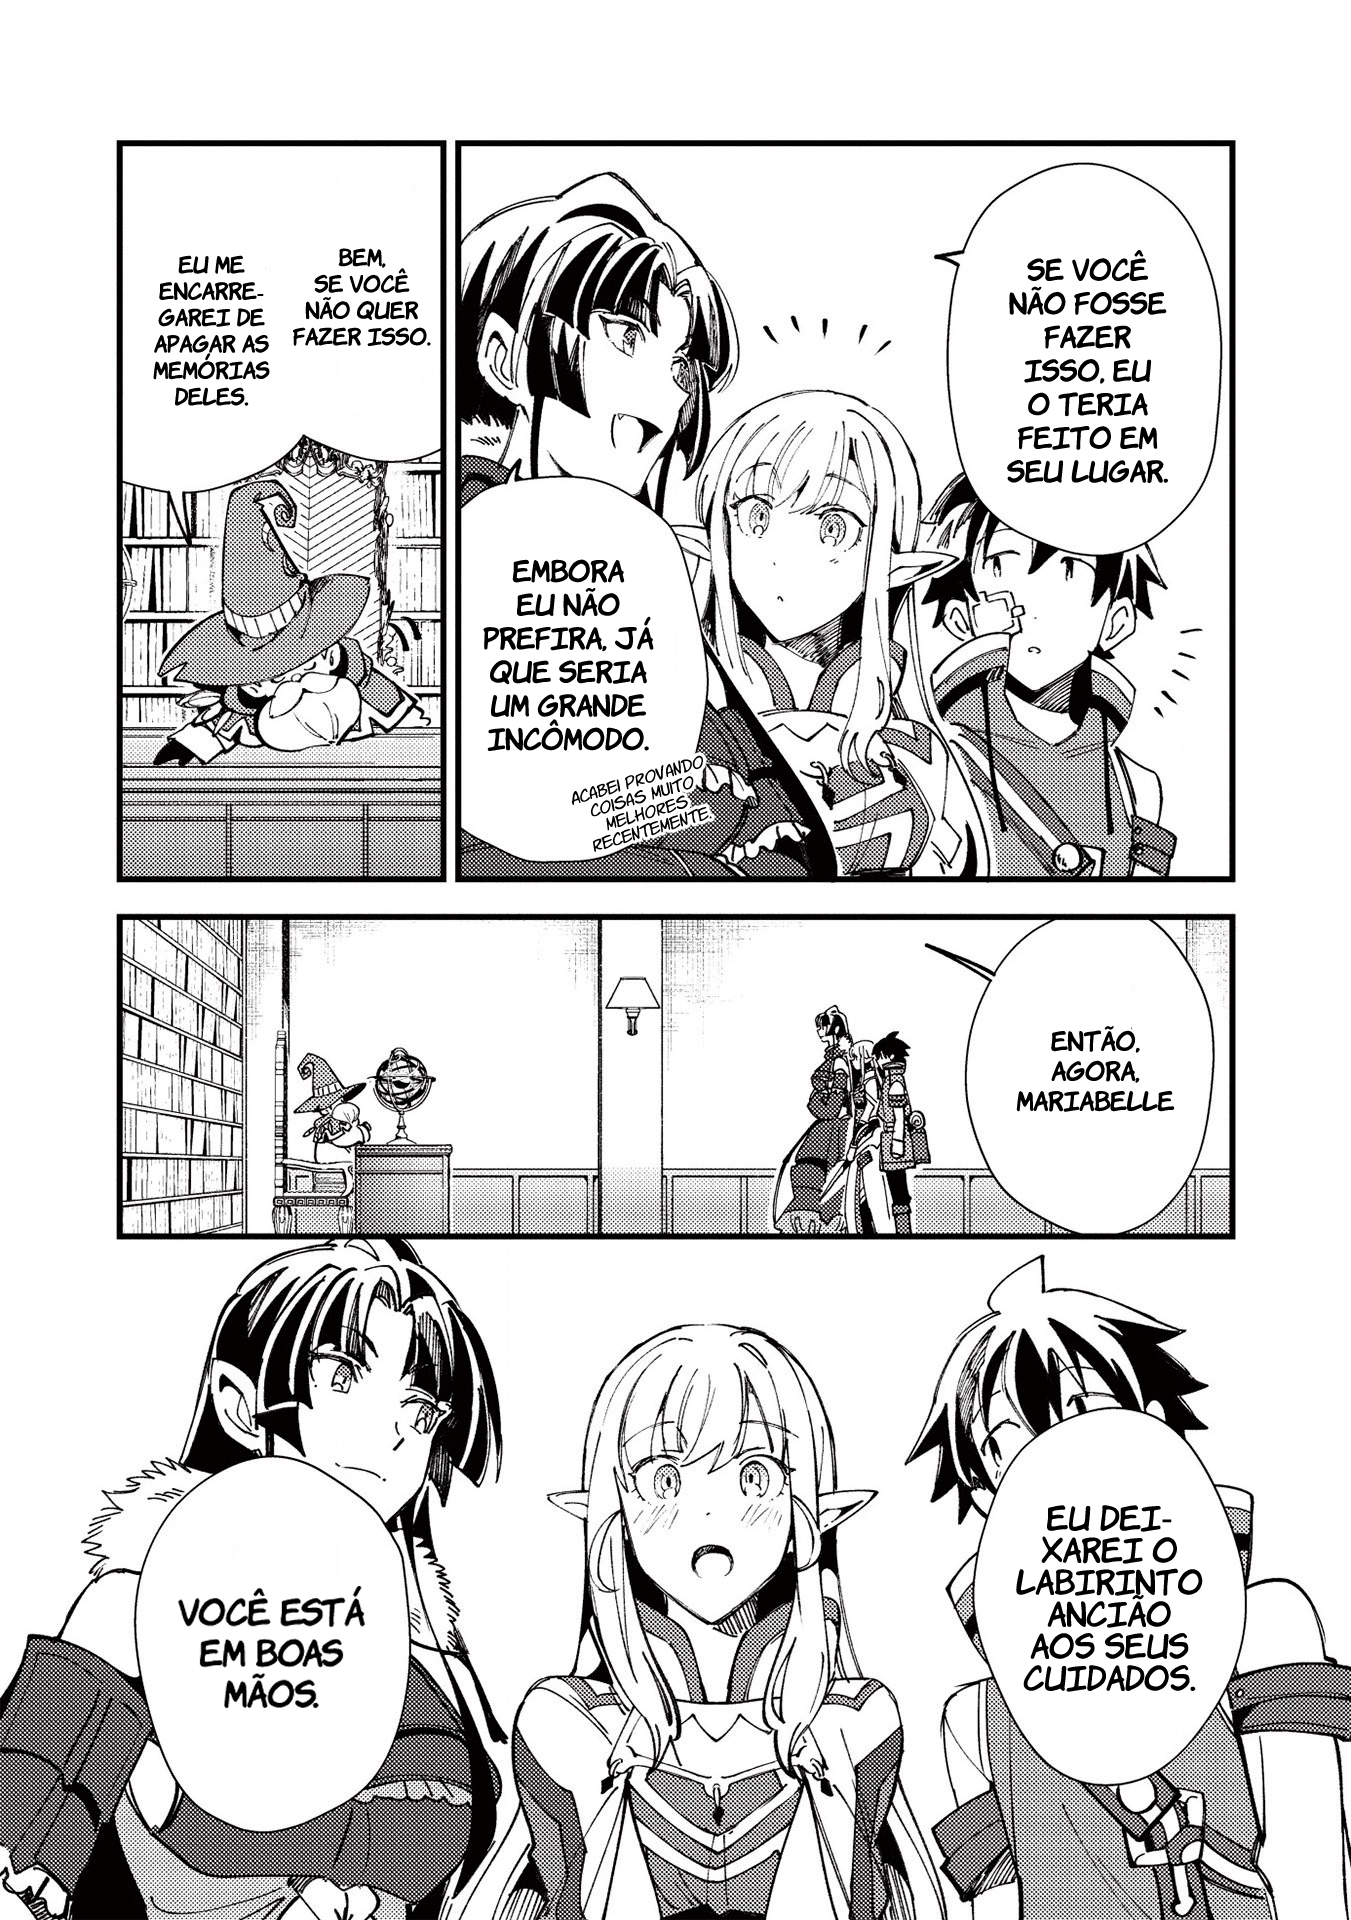 SE VOCÊ
NÃO FOSSE
FAZER
ISSO, EU
O TERIA
FEITO EM
SEU LUGAR.
EMBORA
EU NÃO
PREFIRA, JÁ
QUE SERIA
UM GRANDE
INCÔMODO.
ACABEI PROVANDO
COISAS MUITO
MELHORES
RECENTEMENTE.
BEM,
SE VOCÊ
NÃO QUER
FAZER ISSO.
EU ME
ENCARRE-
GAREI DE
APAGAR AS
MEMÓRIAS
DELES.
ENTÃO,
AGORA,
MARIABELLE
EU DEI-
XAREI O
LABIRINTO
ANCIÃO
AOS SEUS
CUIDADOS.
VOCÊ ESTÁ
EM BOAS
MÃOS.